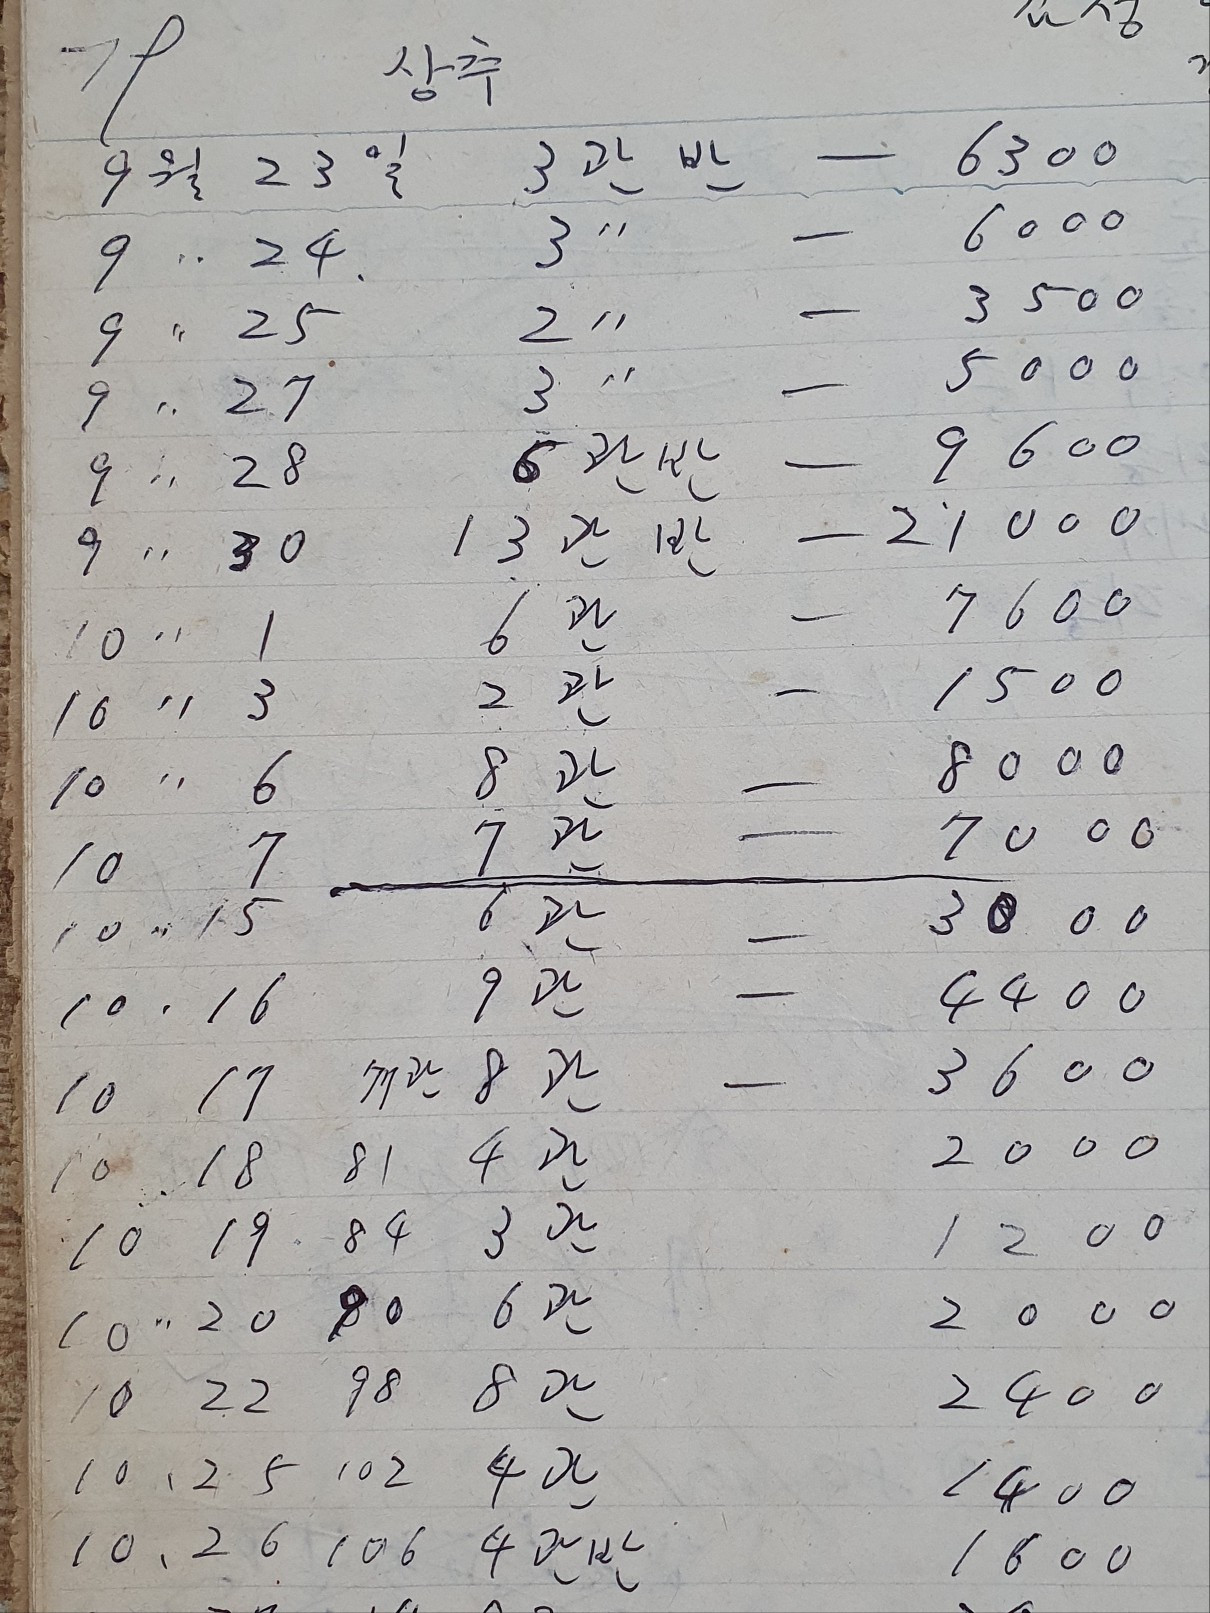 상추
9월 23일 3관 반 — 6300
9 〃 24. 3 〃 — 6000
9 〃 25 2 〃 — 3500
9 〃 27 3 〃 — 5000
9 〃 28 6관반 — 9600
9 〃 30 13관 반 — 21000
10 〃 1 6관 — 7600
10 〃 3 2관 — 1500
10 〃 6 8관 — 8000
10 7 7관 — 7000
10 〃 15 6관 — 3000
10. 16 9관 — 4400
10 17 77관 8관 — 3600
10. 18 81 4관 2000
10 19. 84 3관 1200
10 〃 20 90 6관 2000
10 22 98 8관 2400
10. 25 102 4관 1400
10. 26 106 4관반 1600